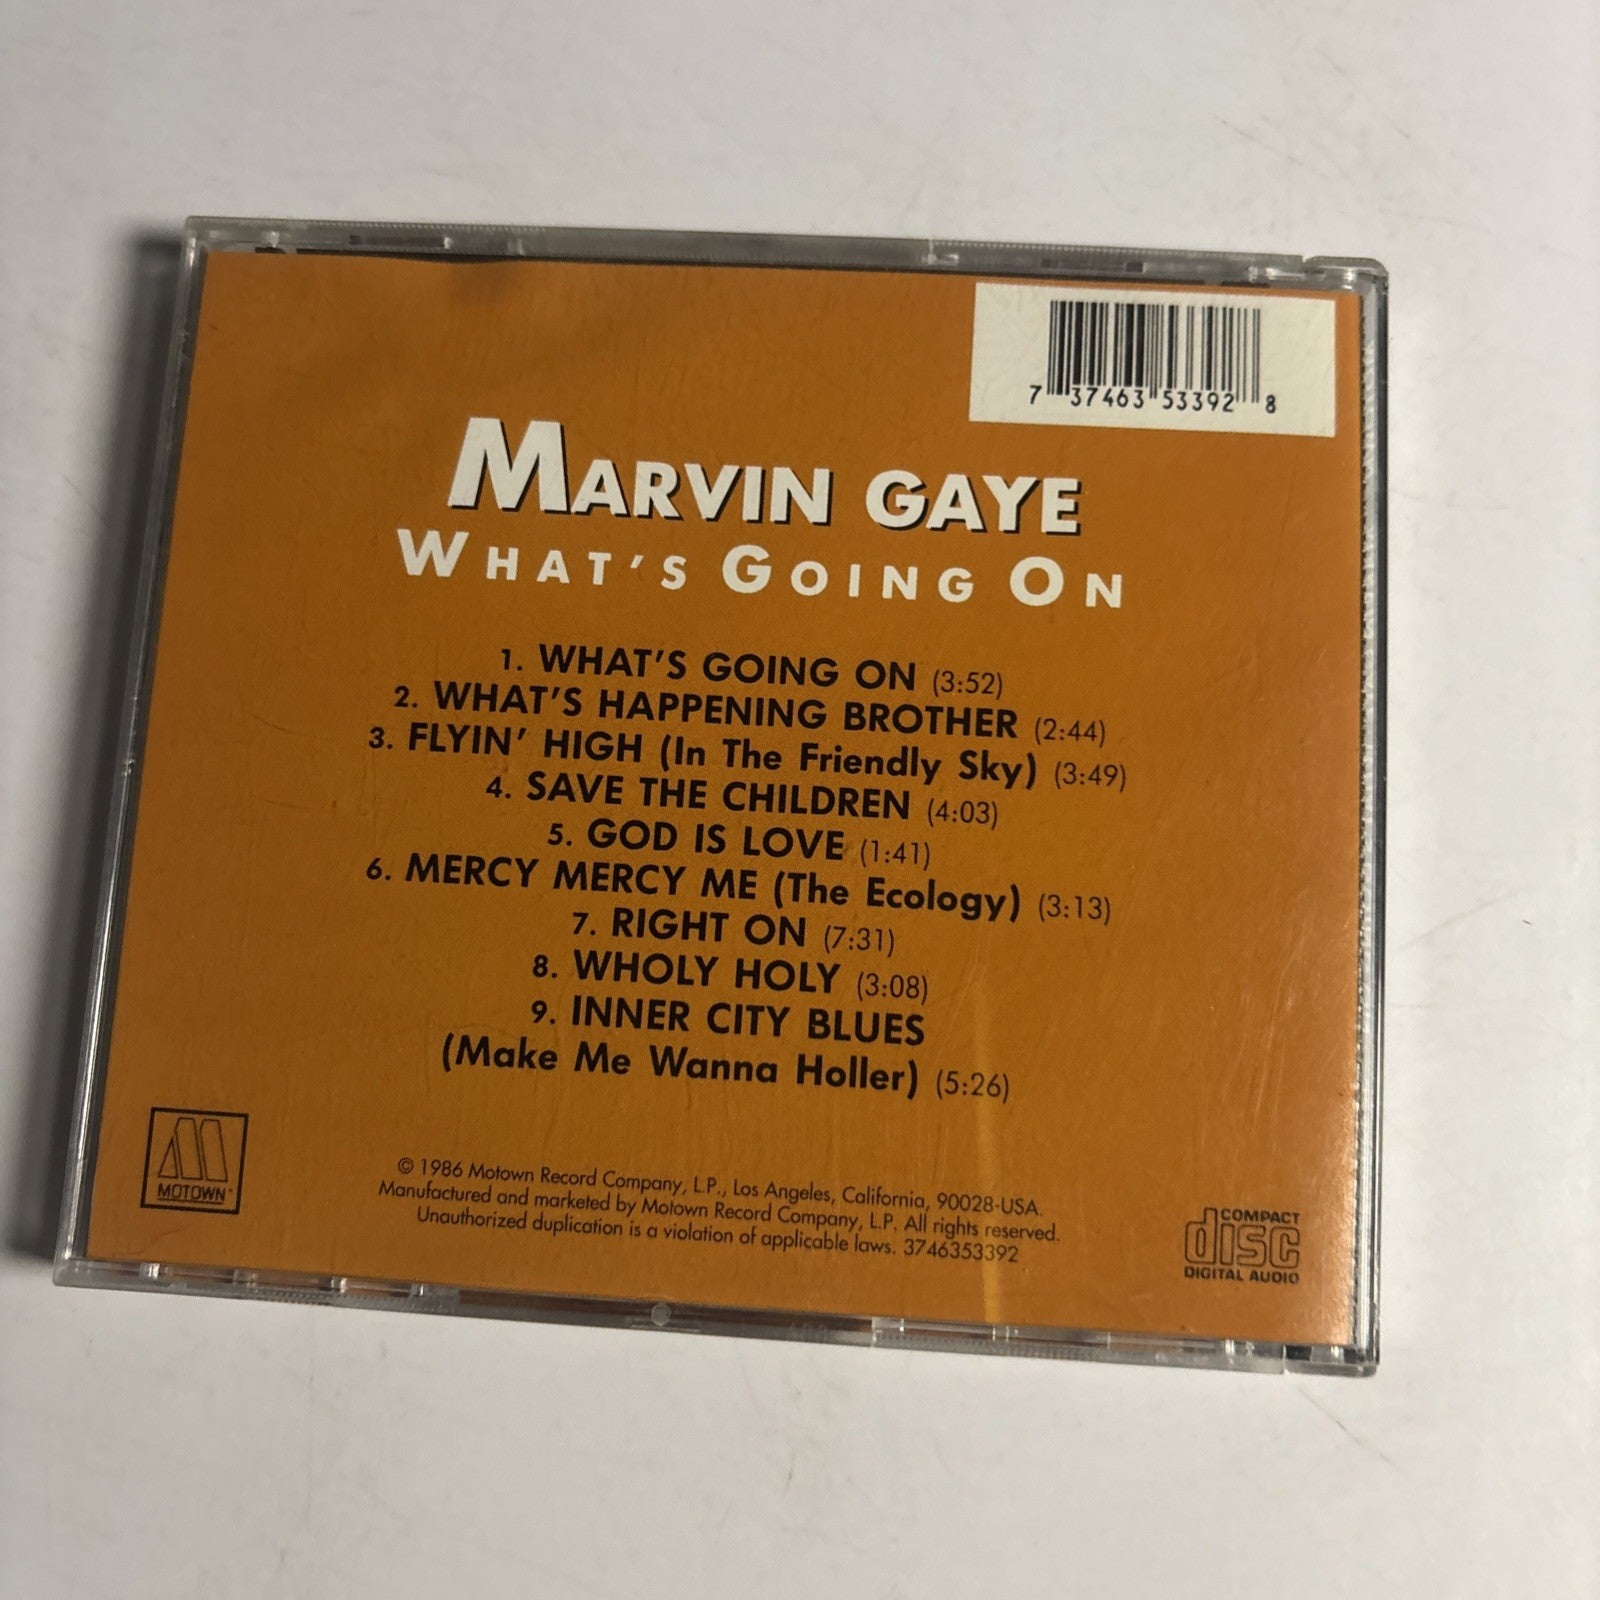 7 37463 53392 8
MARVIN GAYE
WHAT'S GOING ON
1. WHAT'S GOING ON (3:52)
2. WHAT'S HAPPENING BROTHER (2:44)
3. FLYIN' HIGH (In The Friendly Sky) (3:49)
4. SAVE THE CHILDREN (4:03)
5. GOD IS LOVE (1:41)
6. MERCY MERCY ME (The Ecology) (3:13)
7. RIGHT ON (7:31)
8. WHOLY HOLY (3:08)
9. INNER CITY BLUES
(Make Me Wanna Holler) (5:26)
MOTOWN™
© 1986 Motown Record Company, L.P., Los Angeles, California, 90028-USA.
Manufactured and marketed by Motown Record Company, L.P. All rights reserved.
Unauthorized duplication is a violation of applicable laws. 3746353392
COMPACT
disc
DIGITAL AUDIO